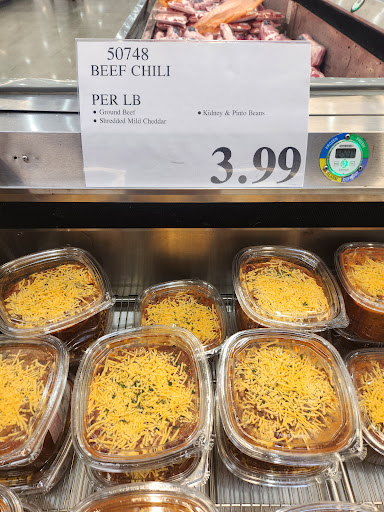 50748
BEEF CHILI
PER LB
• Ground Beef
• Shredded Mild Cheddar
• Kidney & Pinto Beans
3.99